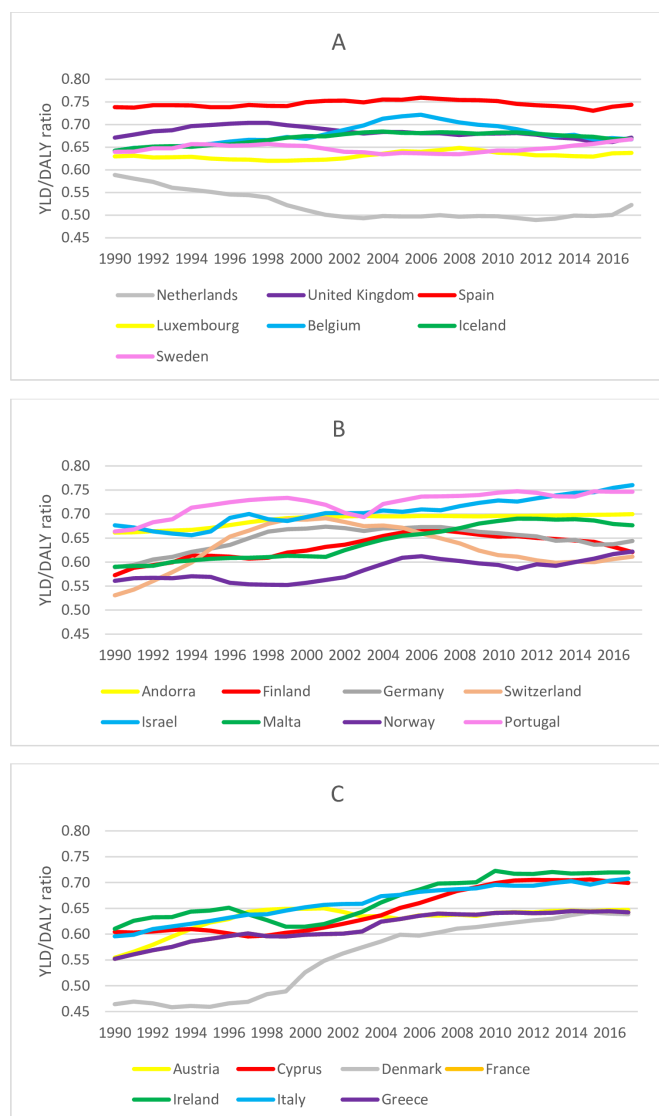 A
YLD/DALY ratio
0.80
0.75
0.70
0.65
0.60
0.55
0.50
0.45
1990 1992 1994 1996 1998 2000 2002 2004 2006 2008 2010 2012 2014 2016
Netherlands United Kingdom Spain
Luxembourg Belgium Iceland
Sweden
B
YLD/DALY ratio
0.80
0.75
0.70
0.65
0.60
0.55
0.50
0.45
1990 1992 1994 1996 1998 2000 2002 2004 2006 2008 2010 2012 2014 2016
Andorra Finland Germany Switzerland
Israel Malta Norway Portugal
C
YLD/DALY ratio
0.80
0.75
0.70
0.65
0.60
0.55
0.50
0.45
1990 1992 1994 1996 1998 2000 2002 2004 2006 2008 2010 2012 2014 2016
Austria Cyprus Denmark France
Ireland Italy Greece